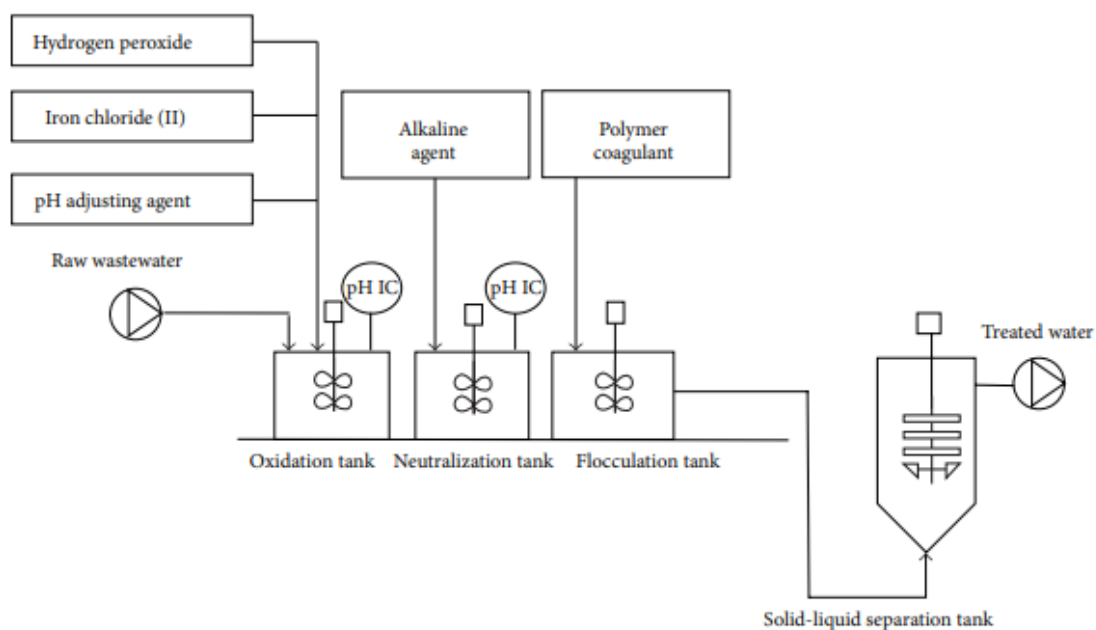 Hydrogen peroxide
Iron chloride (II)
pH adjusting agent
Alkaline
agent
Polymer
coagulant
Raw wastewater
pH IC
pH IC
Treated water
Oxidation tank
Neutralization tank
Flocculation tank
Solid-liquid separation tank